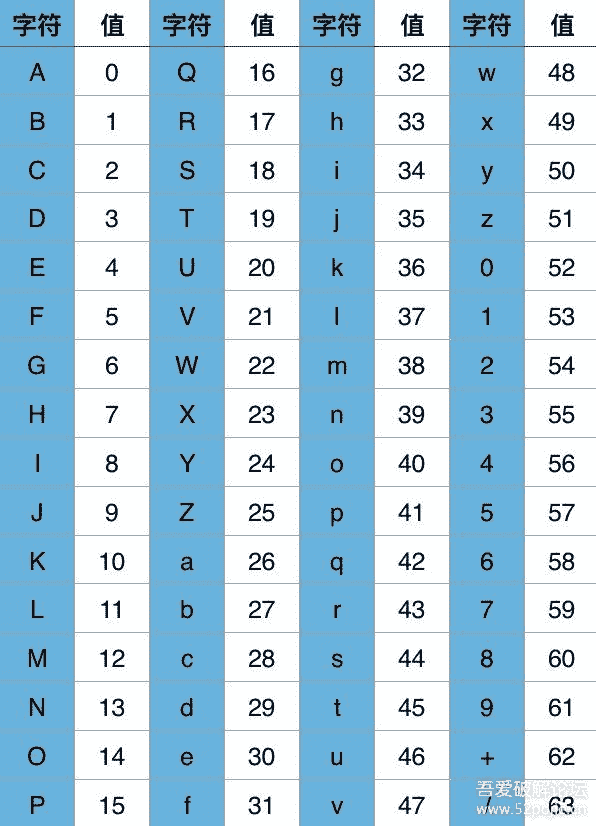 字符 值 字符 值 字符 值 字符 值
A 0 Q 16 g 32 w 48
B 1 R 17 h 33 x 49
C 2 S 18 i 34 y 50
D 3 T 19 j 35 z 51
E 4 U 20 k 36 0 52
F 5 V 21 l 37 1 53
G 6 W 22 m 38 2 54
H 7 X 23 n 39 3 55
I 8 Y 24 o 40 4 56
J 9 Z 25 p 41 5 57
K 10 a 26 q 42 6 58
L 11 b 27 r 43 7 59
M 12 c 28 s 44 8 60
N 13 d 29 t 45 9 61
O 14 e 30 u 46 + 62
P 15 f 31 v 47 / 63
吾爱破解论坛
www.52pojie.cn